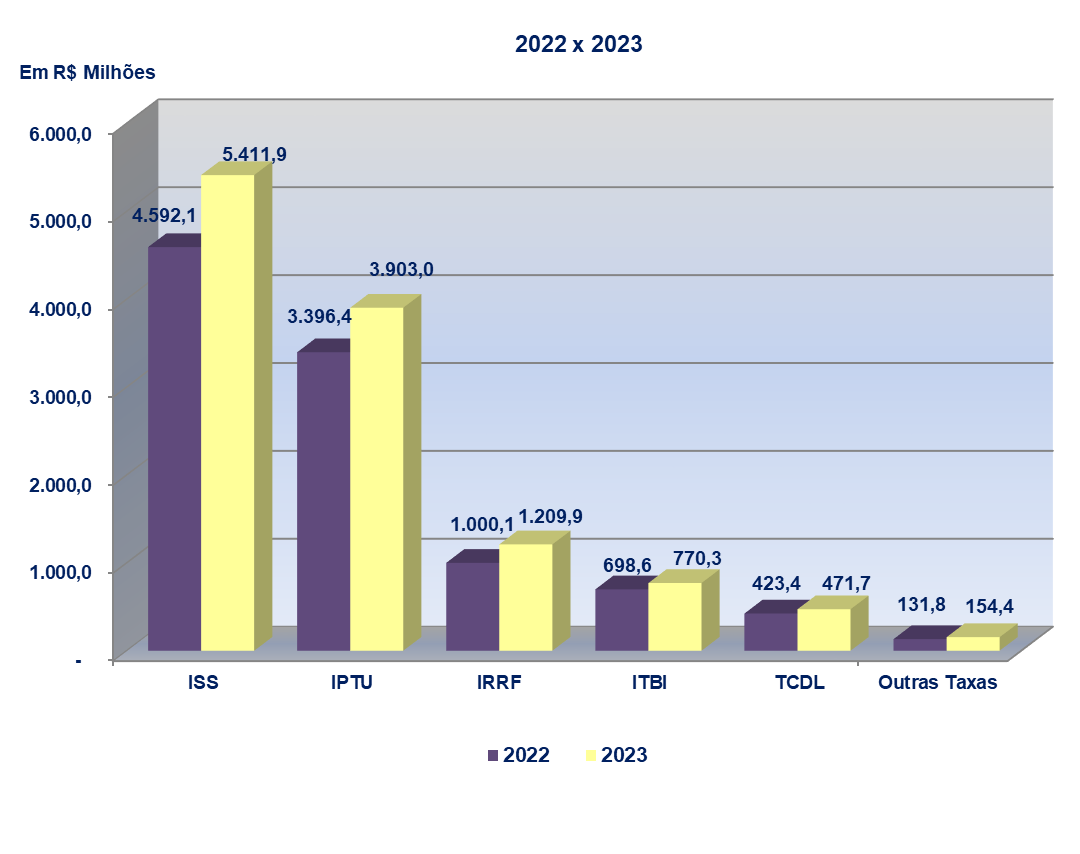 2022 x 2023
Em R$ Milhões
6.000,0
5.000,0
4.000,0
3.000,0
2.000,0
1.000,0
-
4.592,1
5.411,9
3.396,4
3.903,0
1.000,1
1.209,9
698,6
770,3
423,4
471,7
131,8
154,4
ISS
IPTU
IRRF
ITBI
TCDL
Outras Taxas
2022
2023